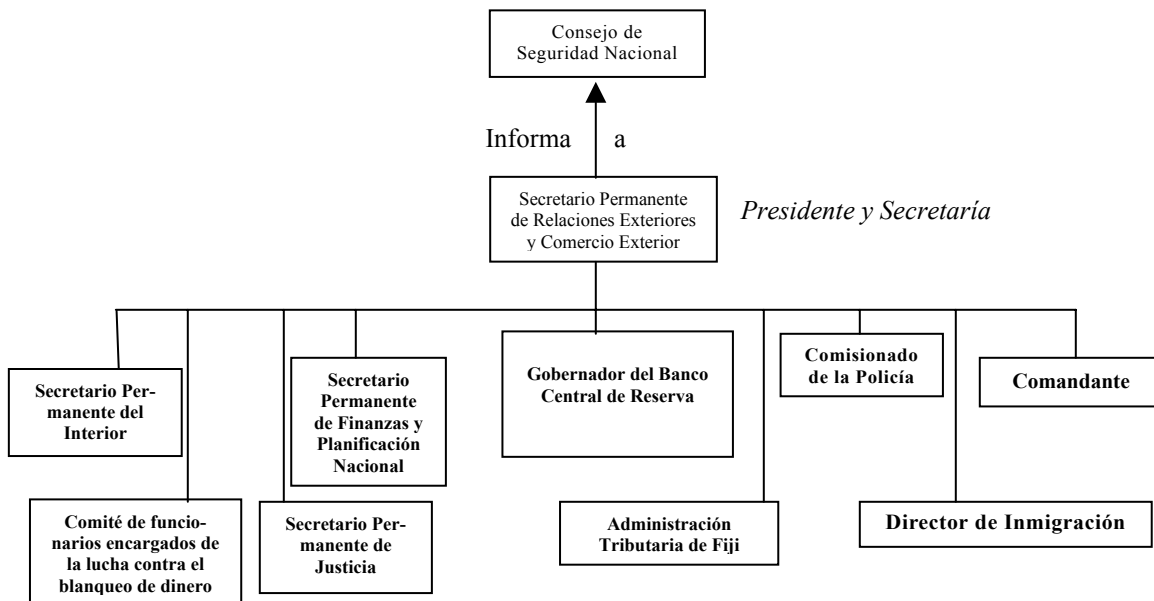 Consejo de
Seguridad Nacional
Informa a
Secretario Permanente
de Relaciones Exteriores
y Comercio Exterior
Presidente y Secretaría
Secretario Per-
manente del
Interior
Secretario
Permanente
de Finanzas y
Planificación
Nacional
Gobernador del Banco
Central de Reserva
Comisionado
de la Policía
Comandante
Comité de funcio-
narios encargados de
la lucha contra el
blanqueo de dinero
Secretario Per-
manente de
Justicia
Administración
Tributaria de Fiji
Director de Inmigración